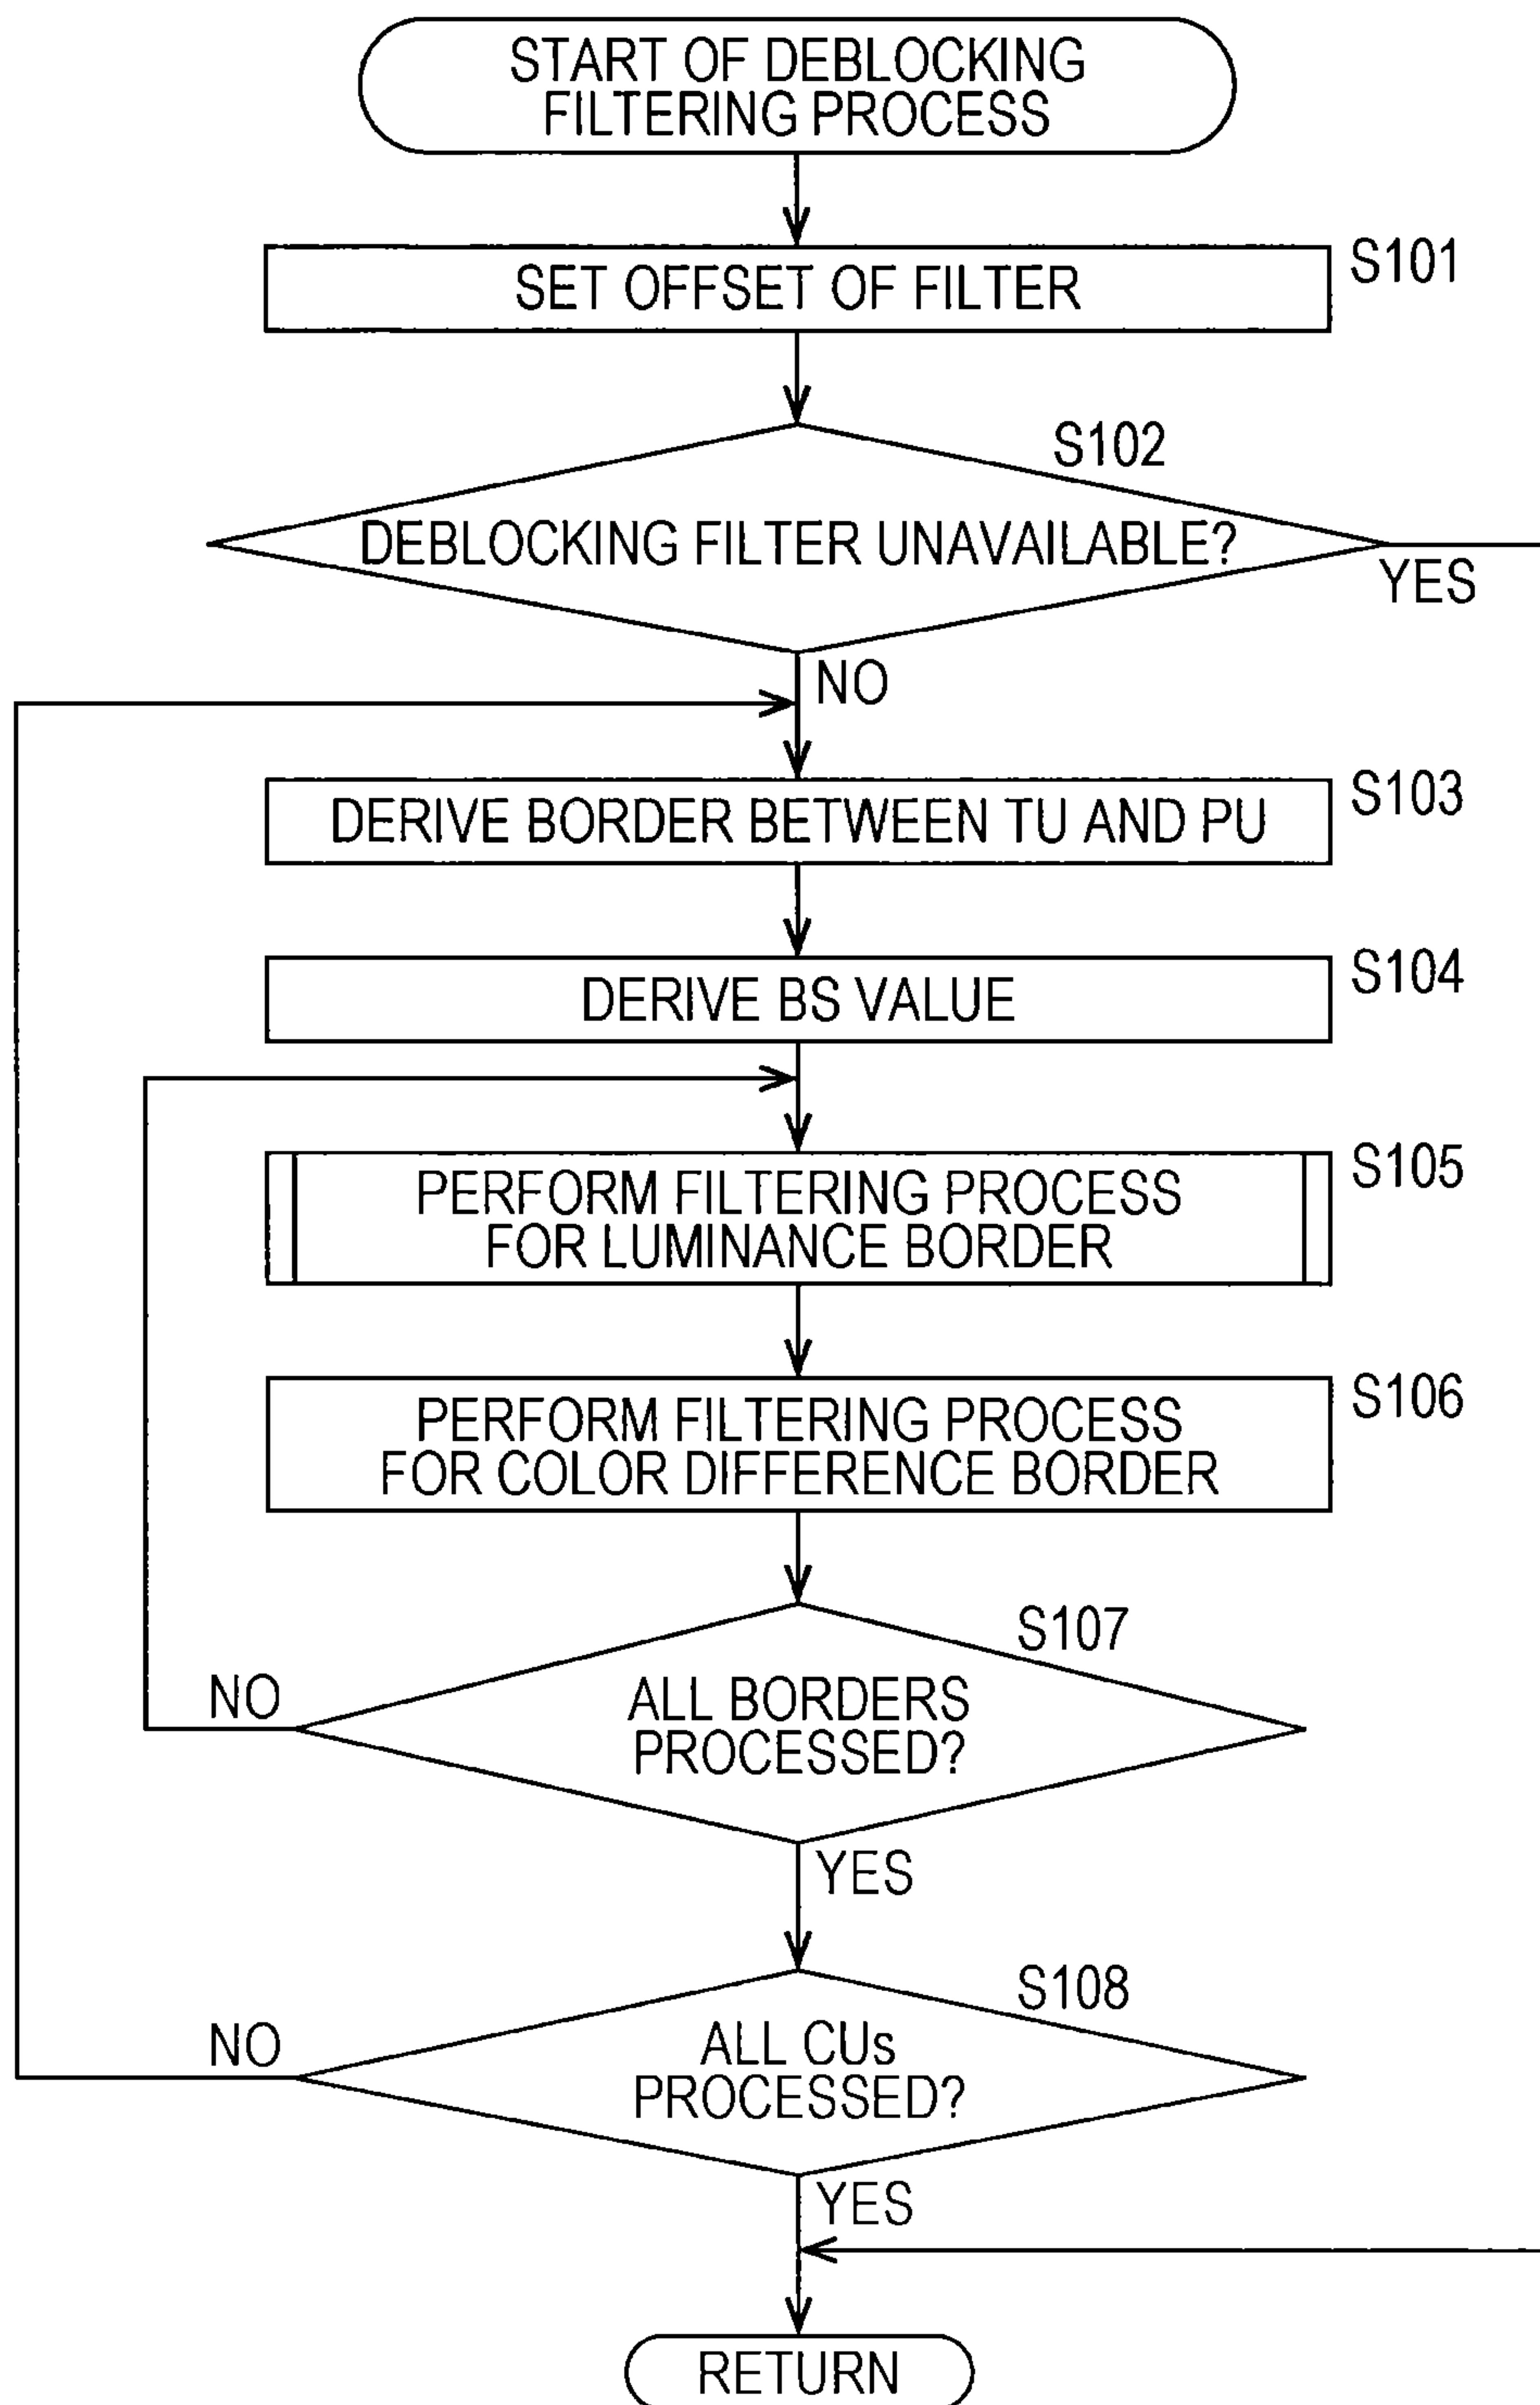 START OF DEBLOCKING
FILTERING PROCESS
SET OFFSET OF FILTER
S101
S102
DEBLOCKING FILTER UNAVAILABLE?
YES
NO
DERIVE BORDER BETWEEN TU AND PU
S103
DERIVE BS VALUE
S104
PERFORM FILTERING PROCESS
FOR LUMINANCE BORDER
S105
PERFORM FILTERING PROCESS
FOR COLOR DIFFERENCE BORDER
S106
S107
ALL BORDERS
PROCESSED?
NO
YES
S108
ALL CUs
PROCESSED?
NO
YES
RETURN